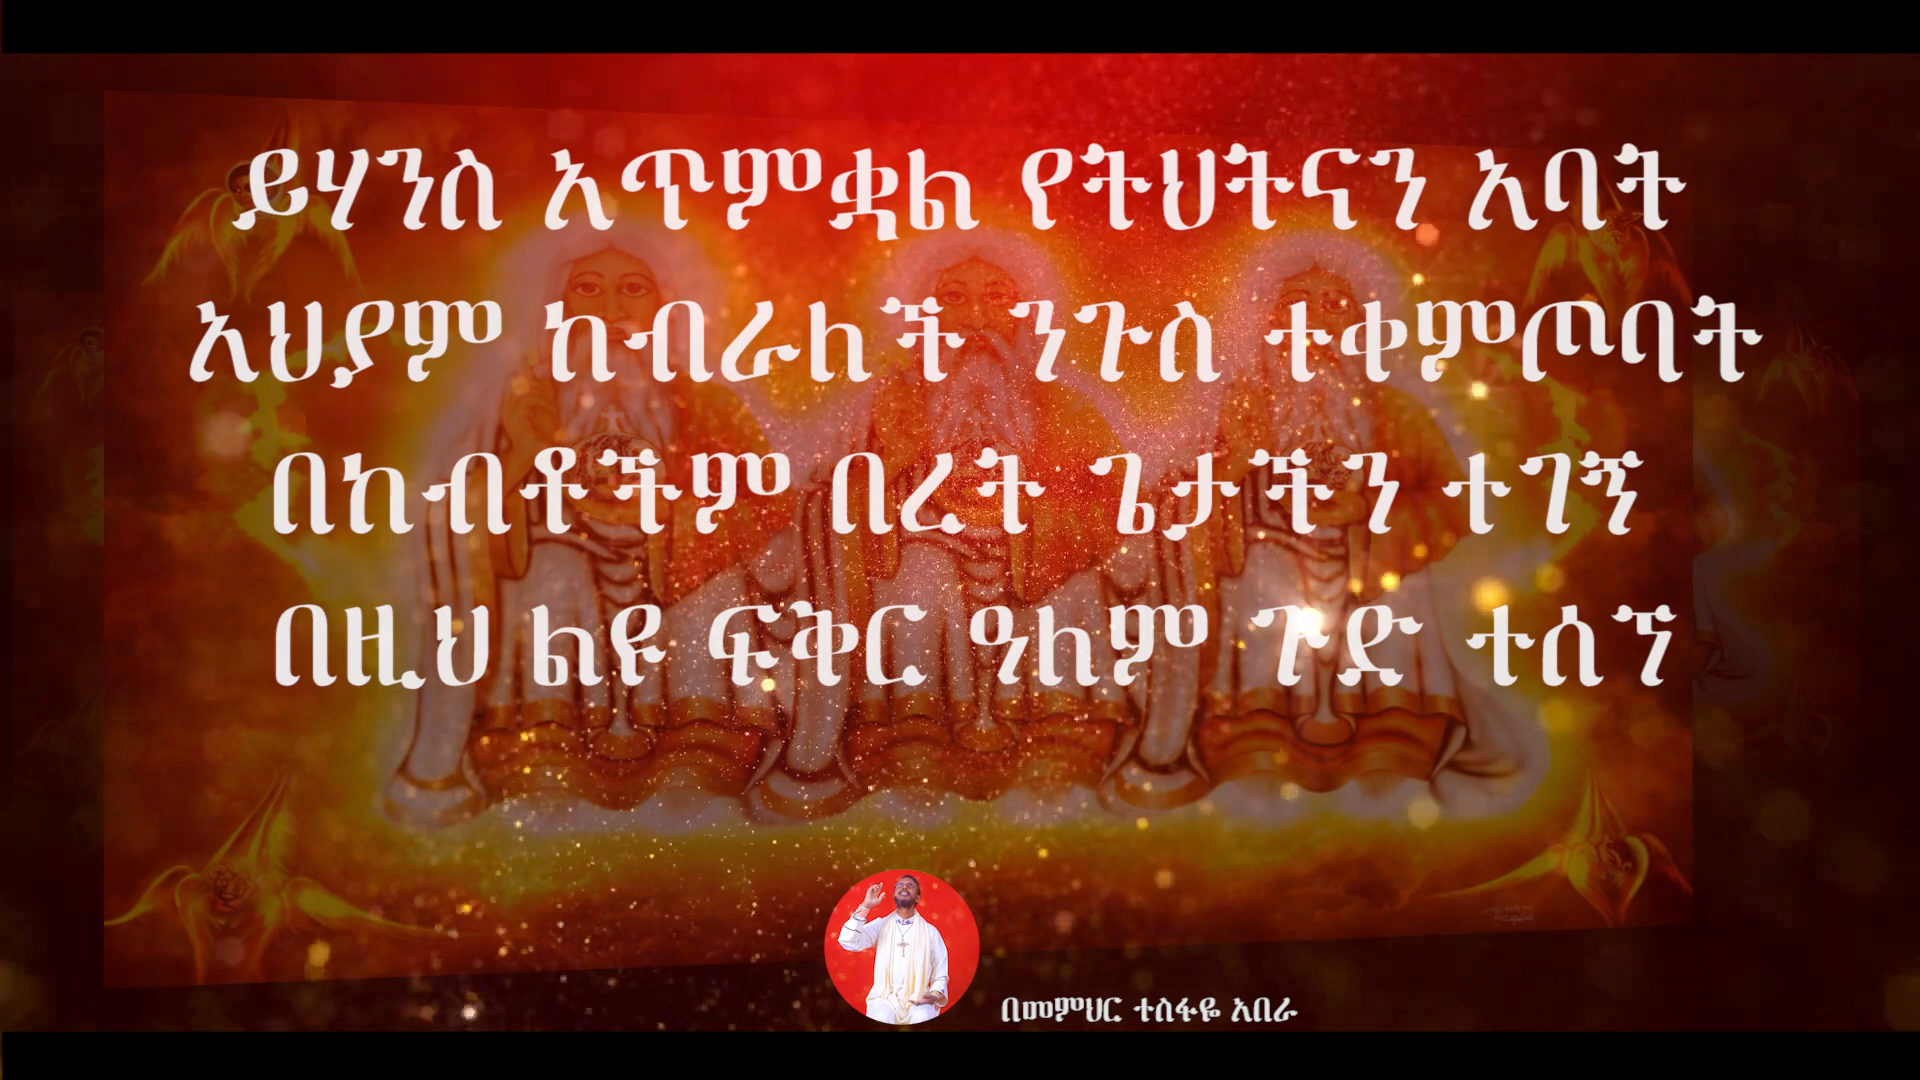 ይሃንስ አጥምቋል የትህትናን አባት
አህያም ከብራለች ንጉስ ተቀምጦባት
በከብቶችም በረት ጌታችን ተገኝ
በዚህ ልዩ ፍቅር ዓለም ጉድ ተሰኘ
በመምህር ተስፋዬ አበራ